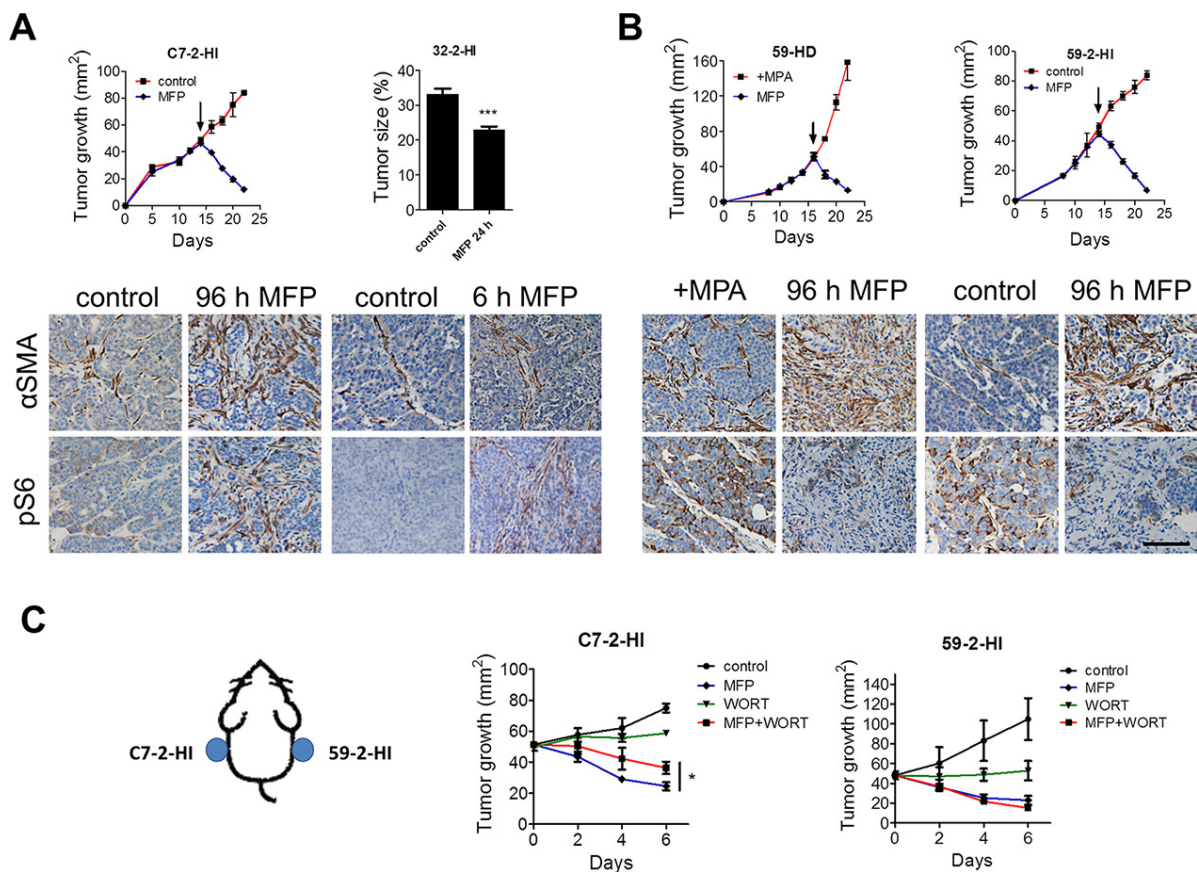 A
C7-2-HI
Tumor growth (mm2)
100
80
60
40
20
0
control
MFP
0 5 10 15 20 25
Days
32-2-HI
Tumor size (%)
40
30
20
10
0
***
control
MFP 24 h
B
59-HD
Tumor growth (mm2)
160
120
80
40
0
+MPA
MFP
0 5 10 15 20 25
Days
59-2-HI
Tumor growth (mm2)
100
80
60
40
20
0
control
MFP
0 5 10 15 20 25
Days
control 96 h MFP control 6 h MFP
+MPA 96 h MFP control 96 h MFP
αSMA
pS6
C
C7-2-HI
59-2-HI
C7-2-HI
Tumor growth (mm2)
100
80
60
40
20
0
control
MFP
WORT
MFP+WORT
*
0 2 4 6
Days
59-2-HI
Tumor growth (mm2)
140
120
100
80
60
40
20
0
control
MFP
WORT
MFP+WORT
0 2 4 6
Days